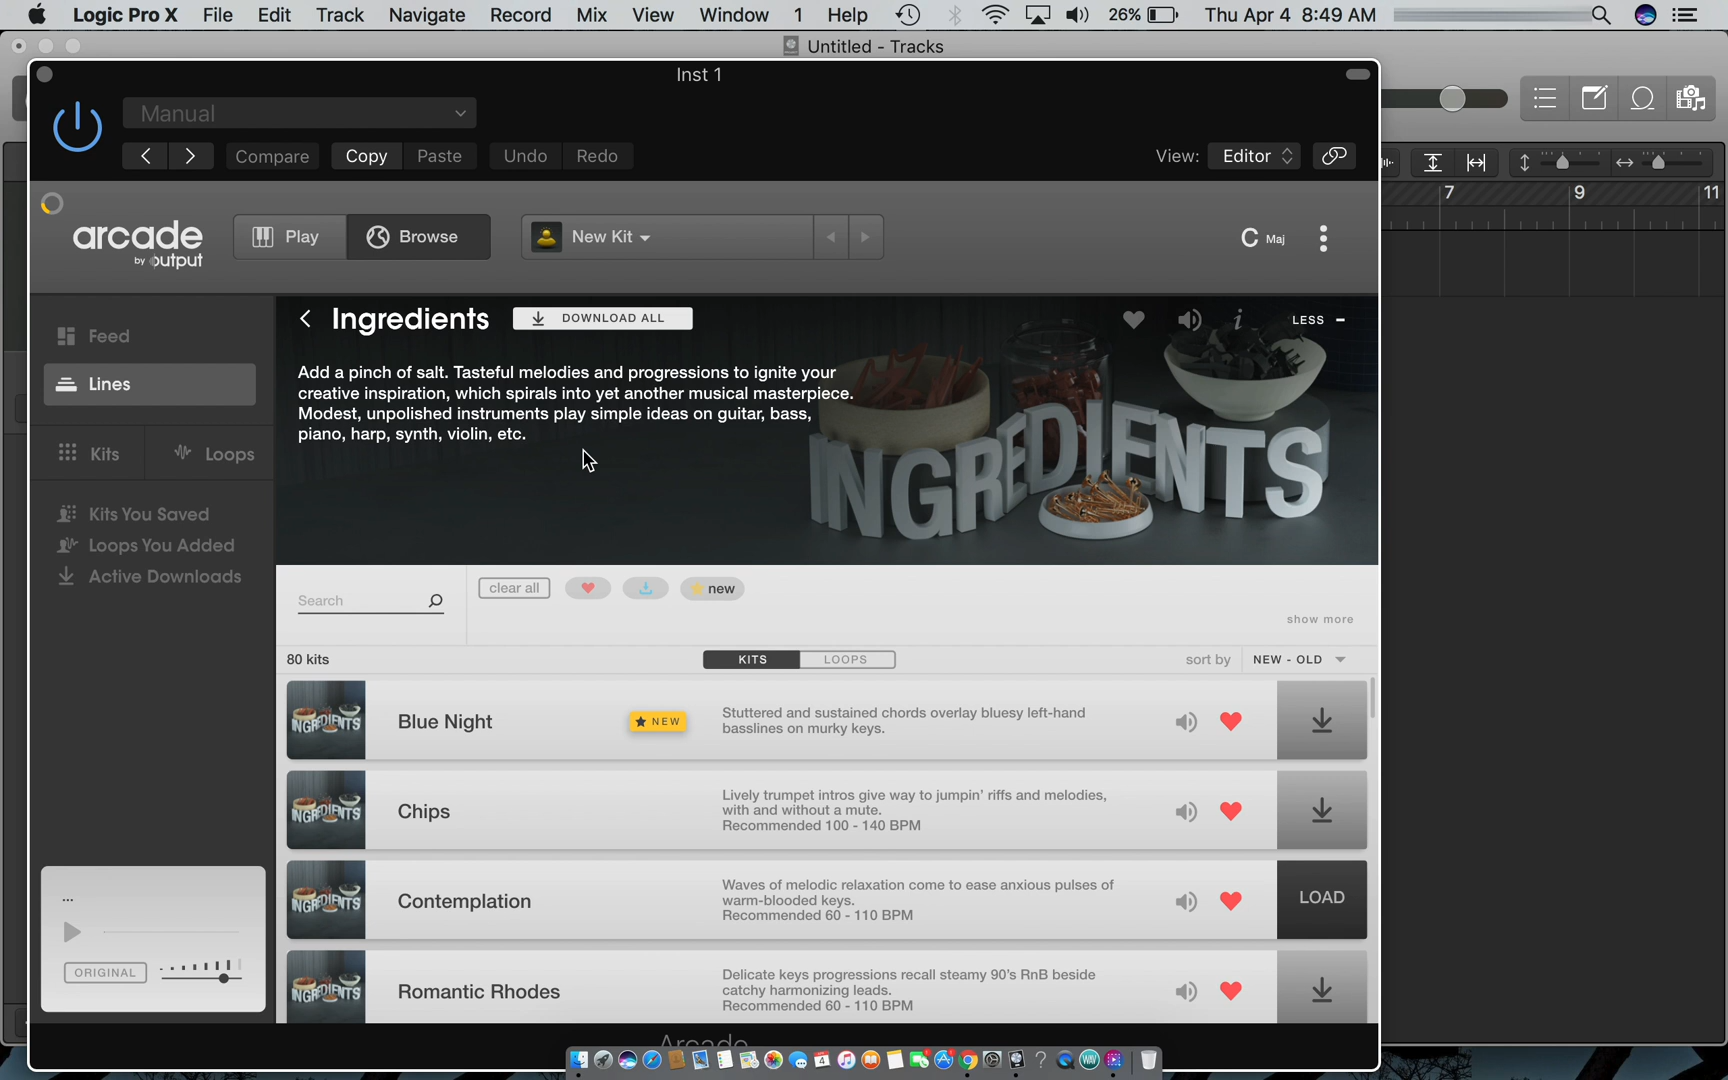 Logic Pro X File Edit Track Navigate Record Mix View Window 1 Help 26% Thu Apr 4 8:49 AM
Untitled - Tracks
Inst 1
Manual
Compare Copy Paste Undo Redo View: Editor
7 9 11
arcade
by output
Play Browse New Kit C Maj
Feed
Lines
Kits Loops
Kits You Saved
Loops You Added
Active Downloads
...
ORIGINAL
Ingredients DOWNLOAD ALL i LESS -
Add a pinch of salt. Tasteful melodies and progressions to ignite your
creative inspiration, which spirals into yet another musical masterpiece.
Modest, unpolished instruments play simple ideas on guitar, bass,
piano, harp, synth, violin, etc.
INGREDIENTS
Search clear all new
show more
80 kits KITS LOOPS sort by NEW - OLD
INGREDIENTS Blue Night NEW
Stuttered and sustained chords overlay bluesy left-hand
basslines on murky keys.
INGREDIENTS Chips
Lively trumpet intros give way to jumpin' riffs and melodies,
with and without a mute.
Recommended 100 - 140 BPM
INGREDIENTS Contemplation
Waves of melodic relaxation come to ease anxious pulses of
warm-blooded keys.
Recommended 60 - 110 BPM
LOAD
INGREDIENTS Romantic Rhodes
Delicate keys progressions recall steamy 90's RnB beside
catchy harmonizing leads.
Recommended 60 - 110 BPM
Arcade